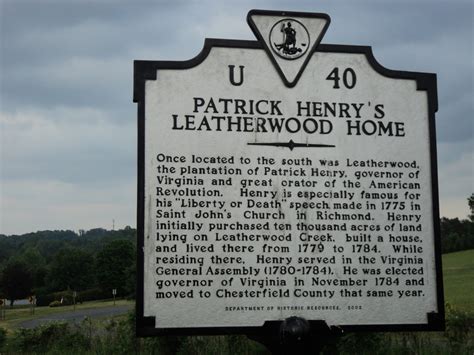 U 40
PATRICK HENRY'S
LEATHERWOOD HOME
Once located to the south was Leatherwood,
the plantation of Patrick Henry, governor of
Virginia and great orator of the American
Revolution. Henry is especially famous for
his "Liberty or Death" speech made in 1775 in
Saint John's Church in Richmond. Henry
initially purchased ten thousand acres of land
lying on Leatherwood Creek, built a house,
and lived there from 1779 to 1784. While
residing there, Henry served in the Virginia
General Assembly (1780-1784). He was elected
governor of Virginia in November 1784 and
moved to Chesterfield County that same year.
DEPARTMENT OF HISTORIC RESOURCES, 2002